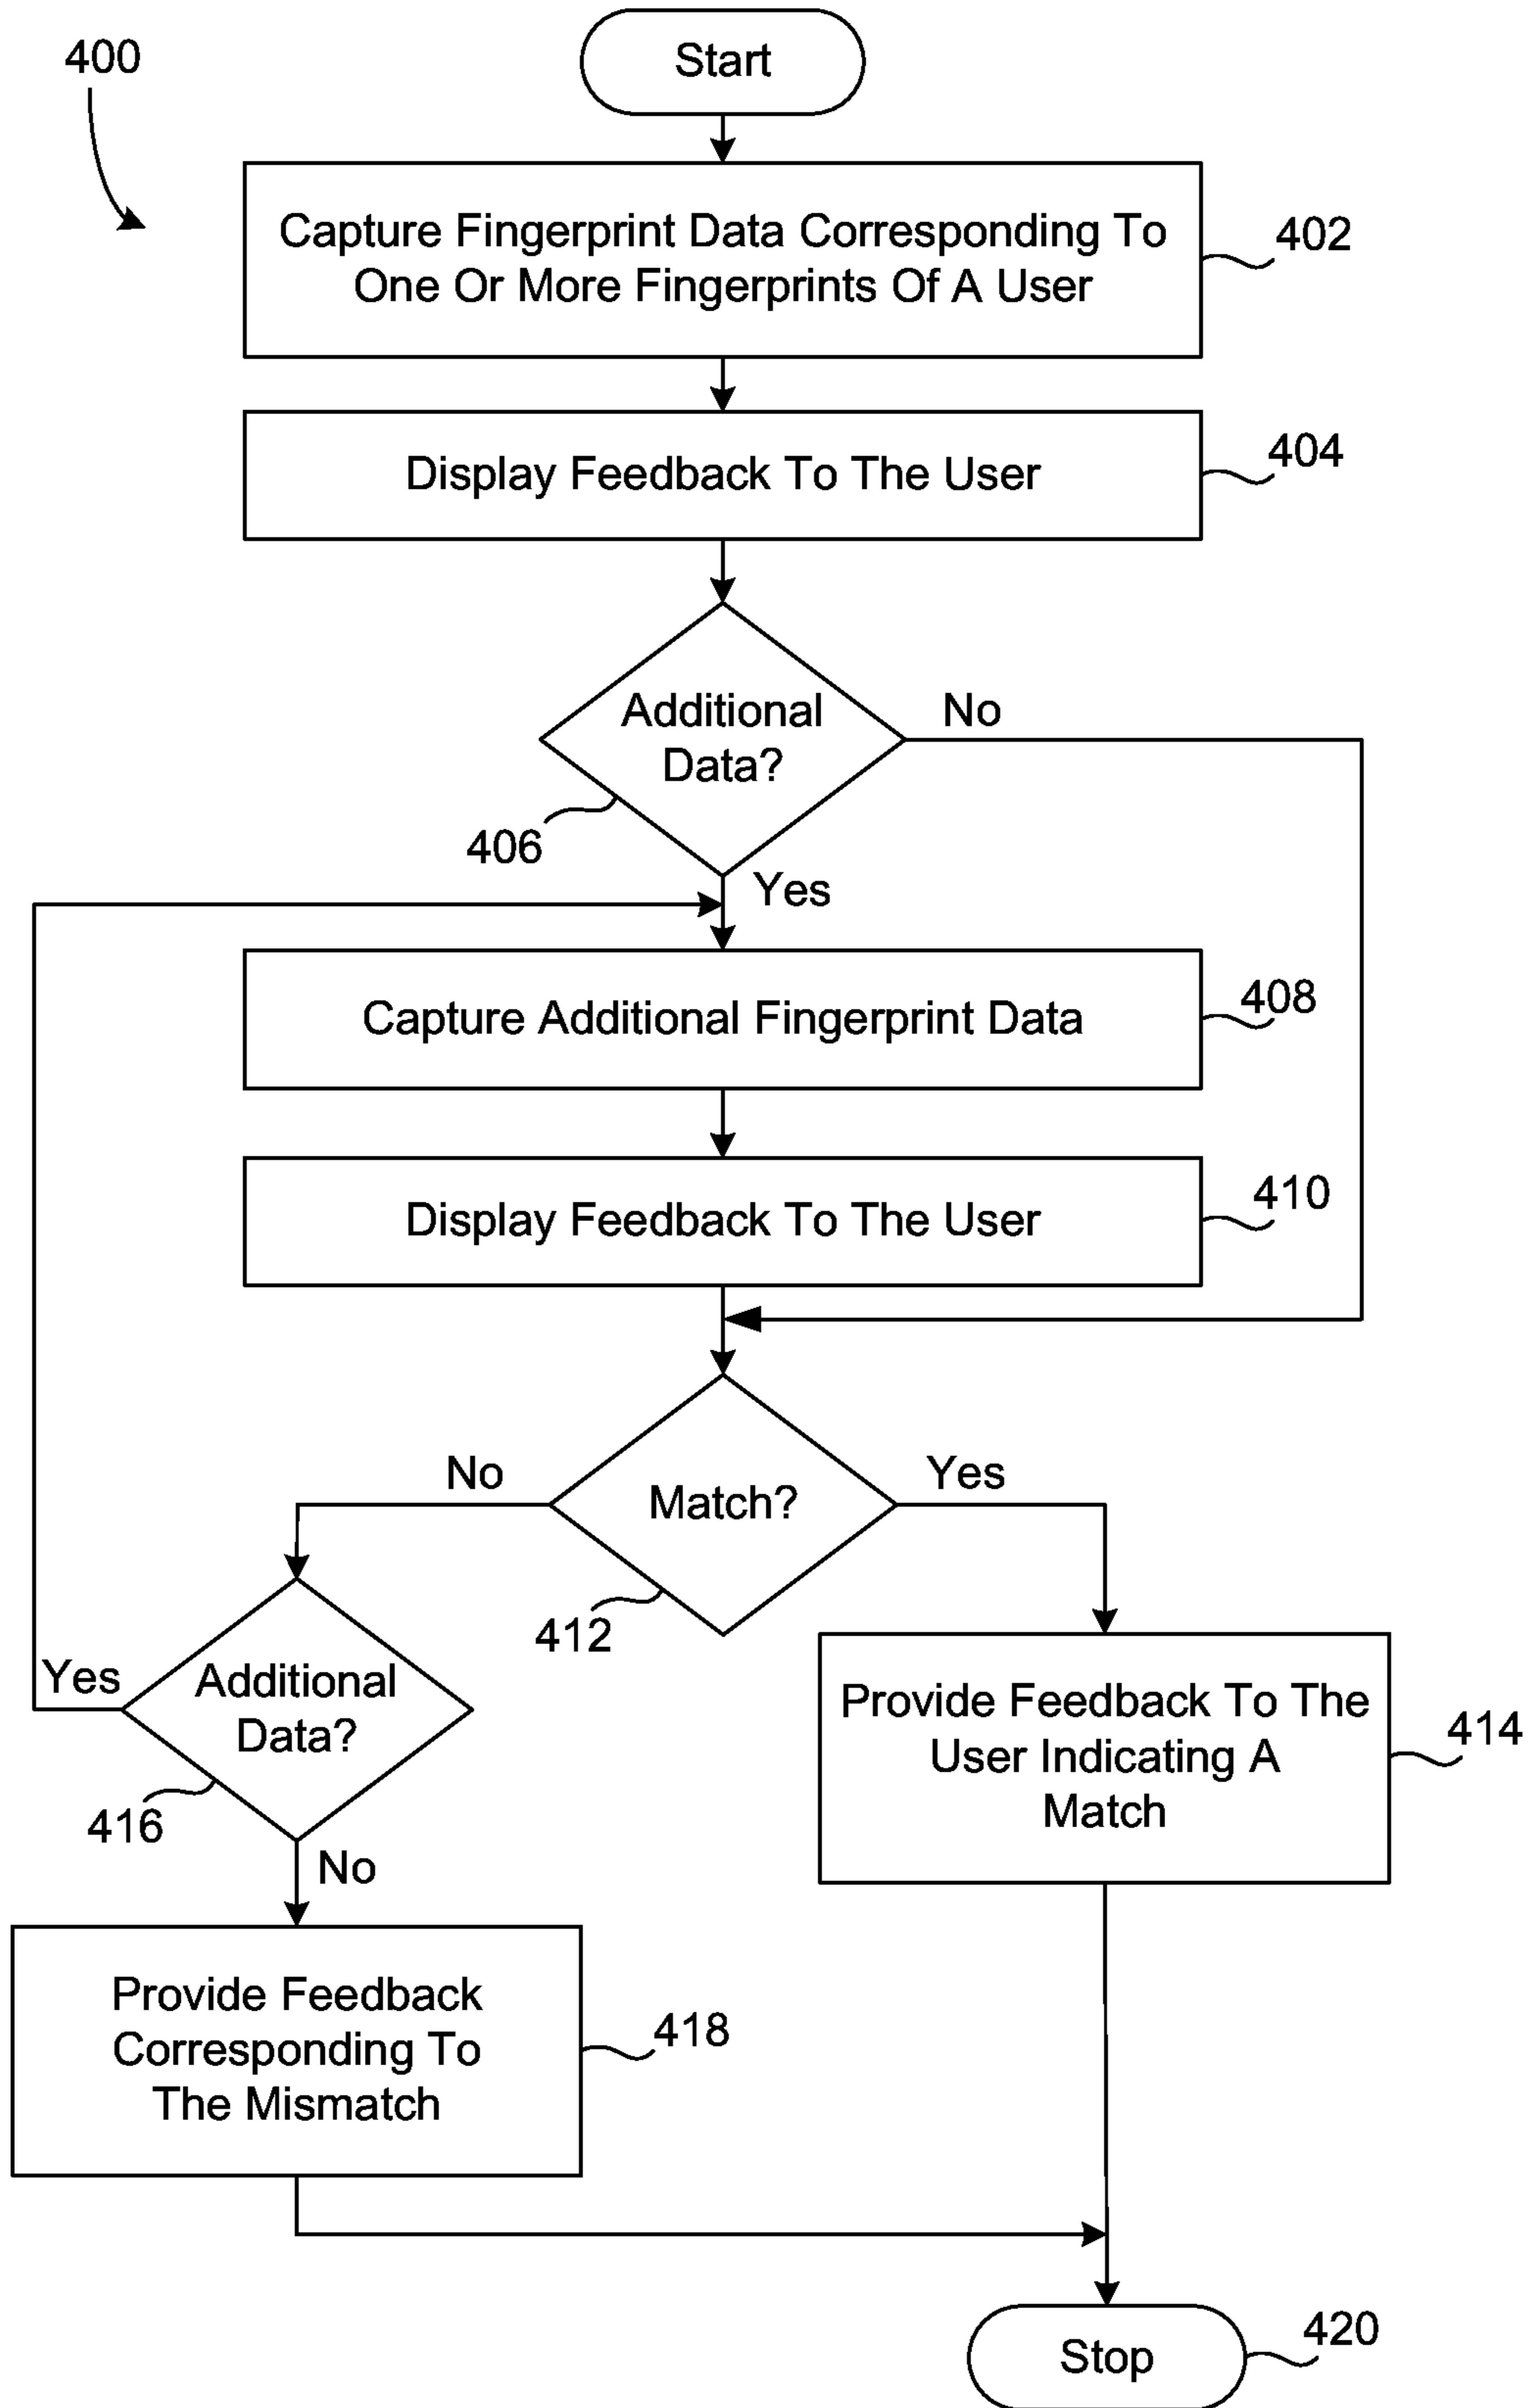 400
Start
Capture Fingerprint Data Corresponding To
One Or More Fingerprints Of A User
402
Display Feedback To The User
404
Additional
Data?
No
406
Yes
Capture Additional Fingerprint Data
408
Display Feedback To The User
410
No
Match?
Yes
412
Yes
Additional
Data?
416
No
Provide Feedback To The
User Indicating A
Match
414
Provide Feedback
Corresponding To
The Mismatch
418
Stop
420